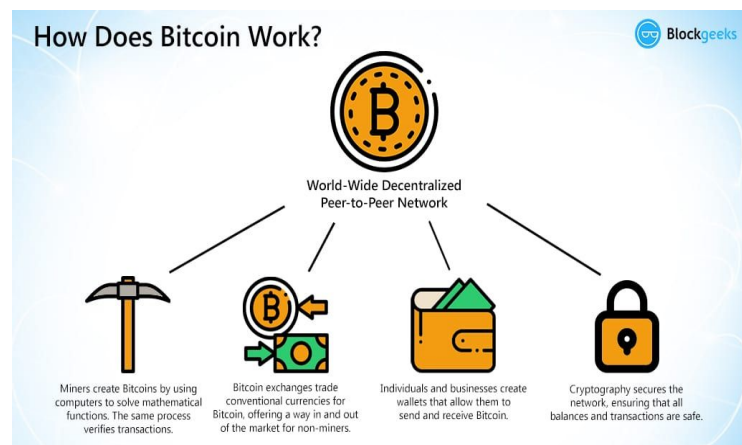 How Does Bitcoin Work?
Blockgeeks
World-Wide Decentralized
Peer-to-Peer Network
Miners create Bitcoins by using
computers to solve mathematical
functions. The same process
verifies transactions.
Bitcoin exchanges trade
conventional currencies for
Bitcoin, offering a way in and out
of the market for non-miners.
Individuals and businesses create
wallets that allow them to
send and receive Bitcoin.
Cryptography secures the
network, ensuring that all
balances and transactions are safe.